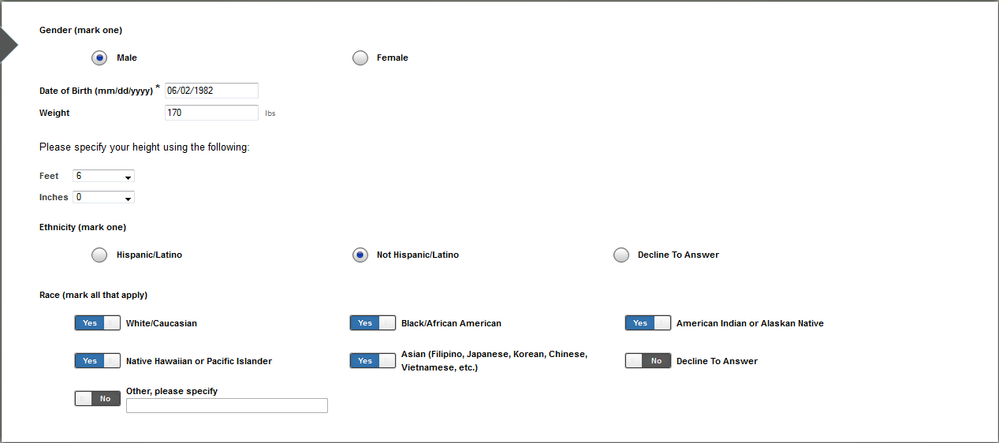 Gender (mark one)
Male Female
Date of Birth (mm/dd/yyyy) * 06/02/1982
Weight 170 lbs
Please specify your height using the following:
Feet 6
Inches 0
Ethnicity (mark one)
Hispanic/Latino Not Hispanic/Latino Decline To Answer
Race (mark all that apply)
Yes White/Caucasian Yes Black/African American Yes American Indian or Alaskan Native
Yes Native Hawaiian or Pacific Islander Yes Asian (Filipino, Japanese, Korean, Chinese,
Vietnamese, etc.) No Decline To Answer
No Other, please specify